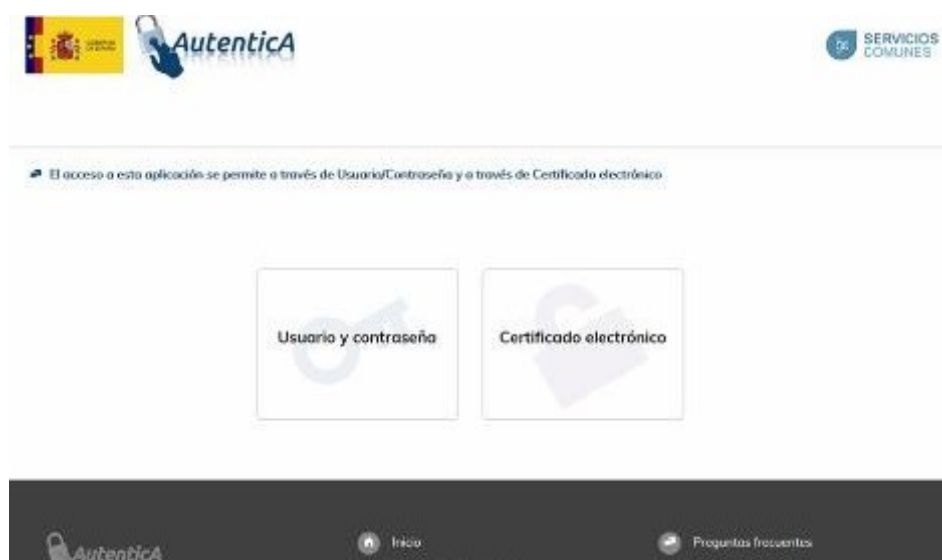 AutenticA
SERVICIOS
COMUNES
El acceso a esta aplicación se permite a través de Usuario/Contraseña y a través de Certificado electrónico
Usuario y contraseña
Certificado electrónico
AutenticA
Inicio
Preguntas frecuentes